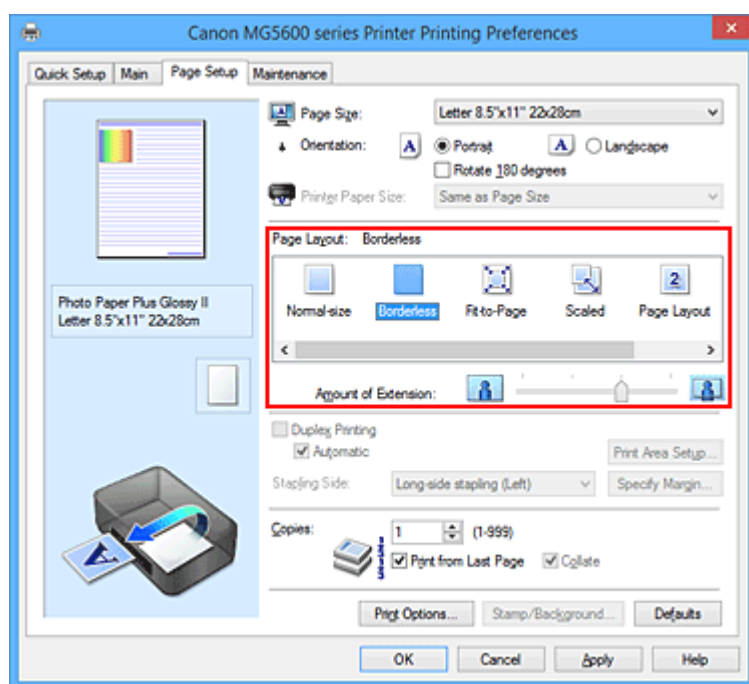 Canon MG5600 series Printer Printing Preferences
Quick Setup Main Page Setup Maintenance
Page Size: Letter 8.5"x11" 22x28cm
Orientation: A Portrait A Landscape
Rotate 180 degrees
Printer Paper Size: Same as Page Size
Page Layout: Borderless
Normal-size Borderless Fit-to-Page Scaled 2 Page Layout
Photo Paper Plus Glossy II
Letter 8.5"x11" 22x28cm
Amount of Extension:
Duplex Printing
Automatic
Print Area Setup...
Stapling Side: Long-side stapling (Left) Specify Margin...
Copies: 1 (1-999)
Print from Last Page Collate
Print Options... Stamp/Background... Defaults
OK Cancel Apply Help